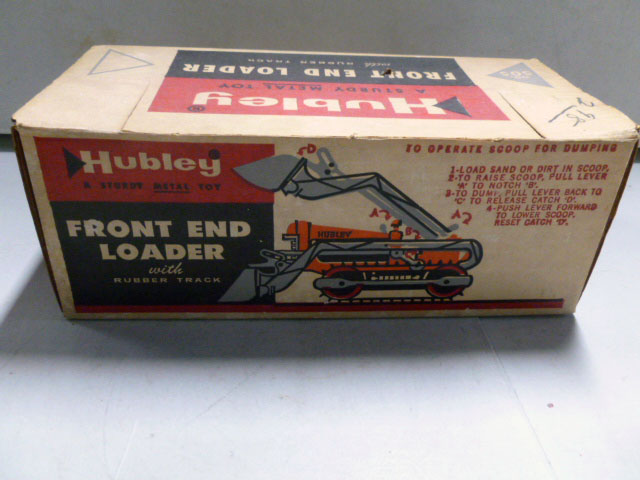 505
FRONT END LOADER
with RUBBER TRACK
A STURDY METAL TOY
Hubley®
2 98
Hubley®
A STURDY METAL TOY
FRONT END
LOADER
with
RUBBER TRACK
TO OPERATE SCOOP FOR DUMPING
1-LOAD SAND OR DIRT IN SCOOP,
2-TO RAISE SCOOP, PULL LEVER
'A' TO NOTCH 'B'.
3-TO DUMP, PULL LEVER BACK TO
'C' TO RELEASE CATCH 'D'.
4-PUSH LEVER FORWARD
TO LOWER SCOOP.
RESET CATCH 'D'.
D
A
B
C
HUBLEY